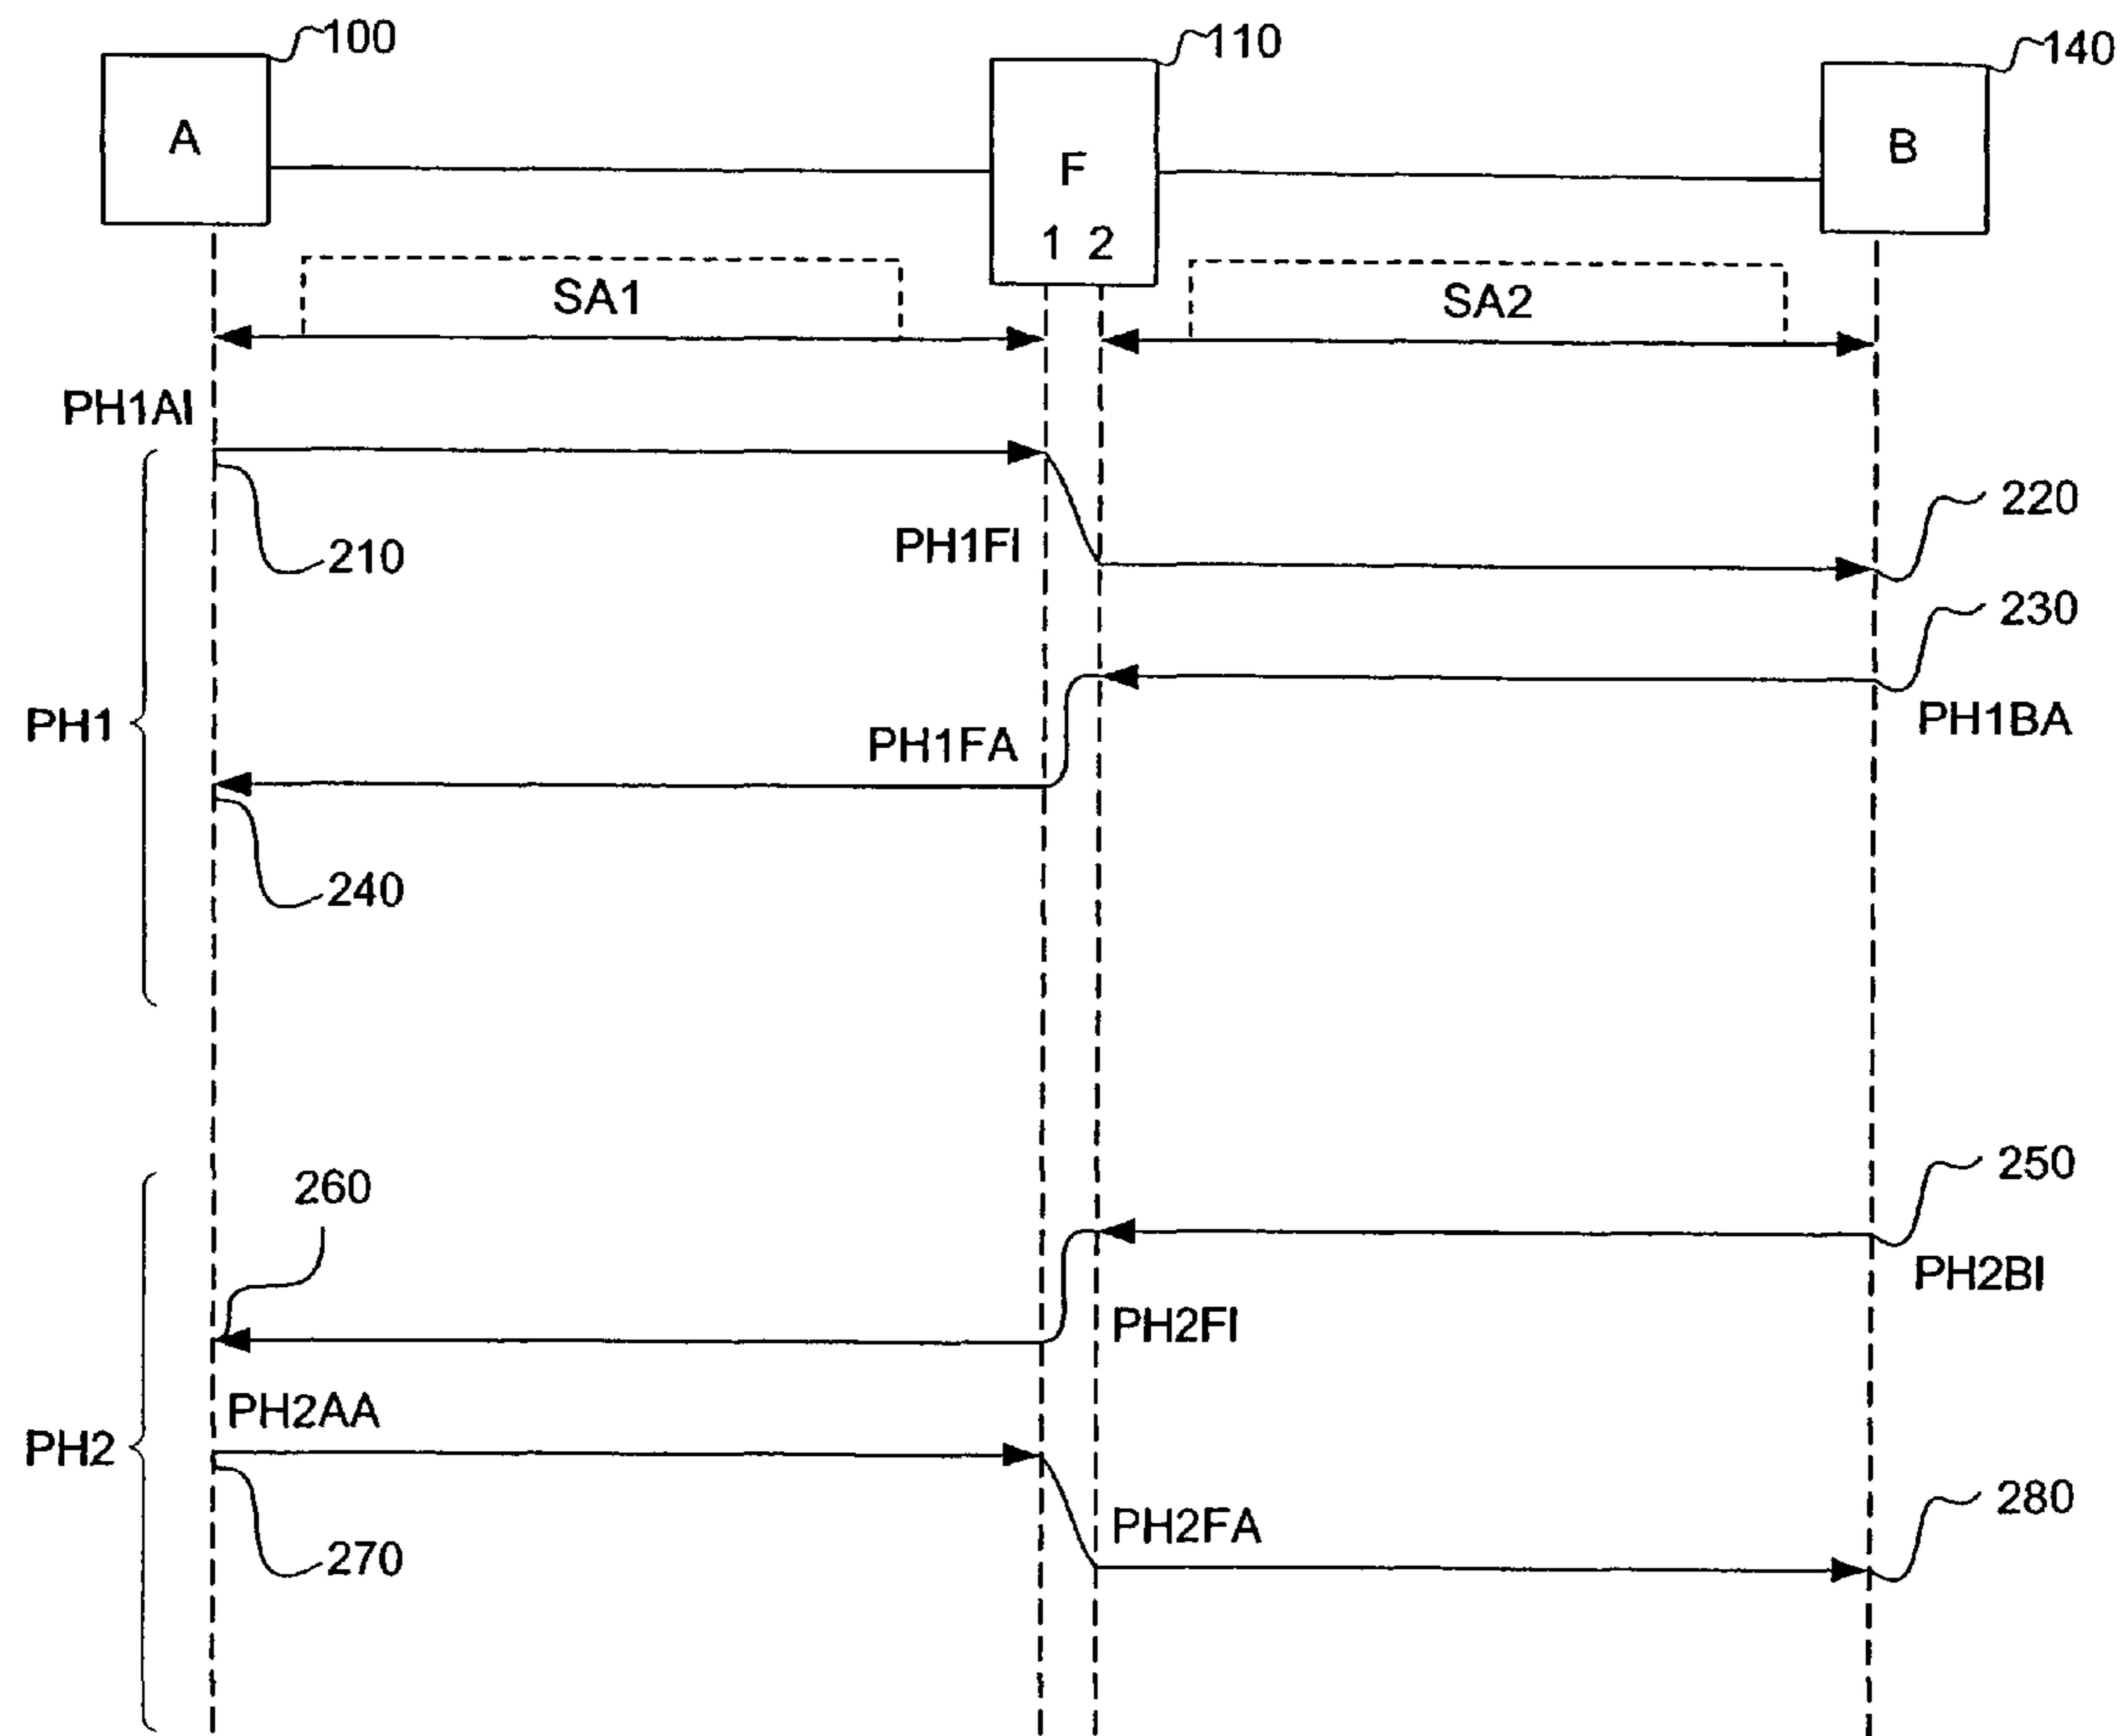 100
110
140
A
F
B
1 2
SA1
SA2
PH1AI
210
PH1FI
220
230
PH1
PH1FA
PH1BA
240
260
250
PH2BI
PH2FI
PH2AA
PH2
PH2FA
280
270